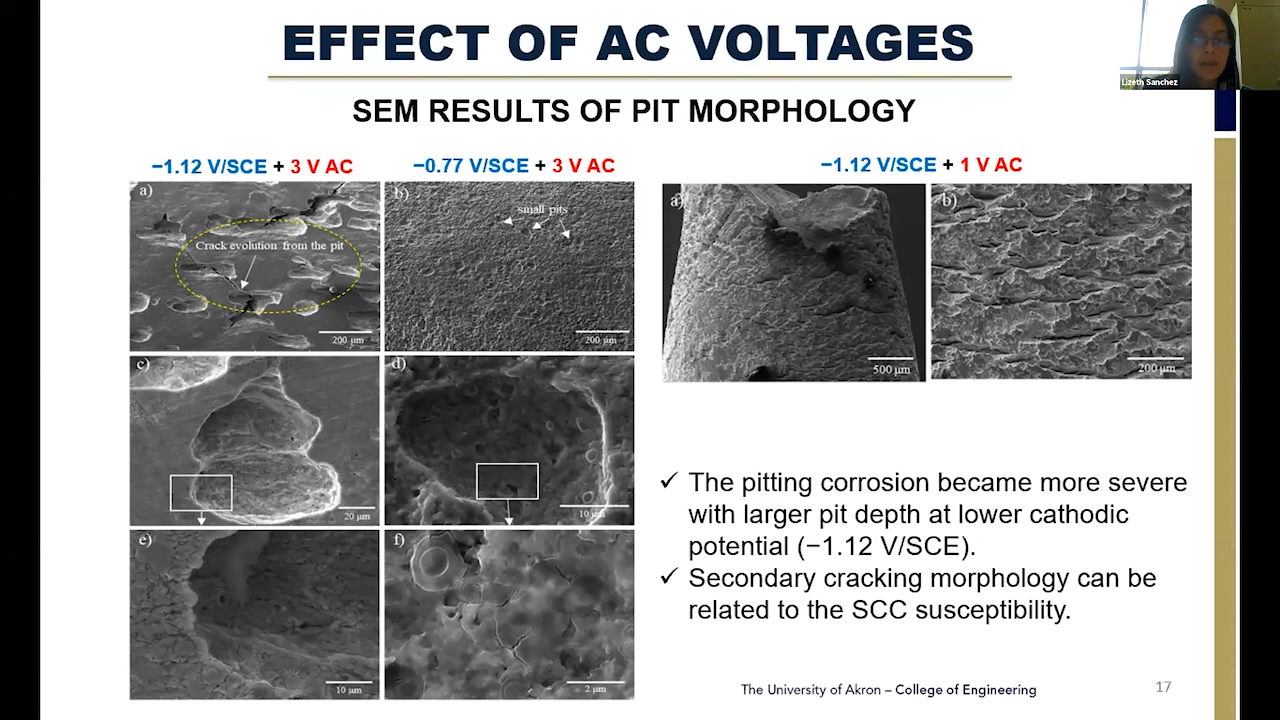 EFFECT OF AC VOLTAGES
Lizeth Sanchez
SEM RESULTS OF PIT MORPHOLOGY
−1.12 V/SCE + 3 V AC
−0.77 V/SCE + 3 V AC
−1.12 V/SCE + 1 V AC
a)
Crack evolution from the pit
200 µm
b)
small pits
200 µm
a)
500 µm
b)
200 µm
c)
20 µm
d)
10 µm
e)
10 µm
f)
2 µm
✓ The pitting corrosion became more severe
with larger pit depth at lower cathodic
potential (−1.12 V/SCE).
✓ Secondary cracking morphology can be
related to the SCC susceptibility.
The University of Akron – College of Engineering
17